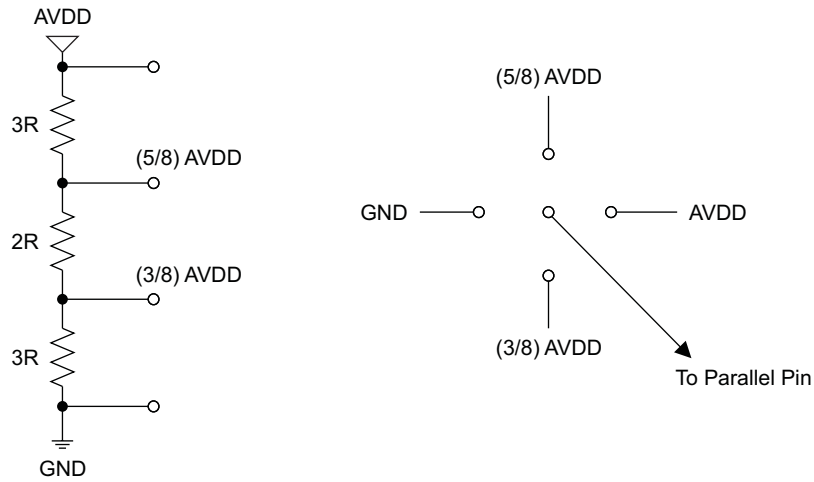 AVDD
3R
(5/8) AVDD
2R
(3/8) AVDD
3R
GND
(5/8) AVDD
GND
AVDD
(3/8) AVDD
To Parallel Pin